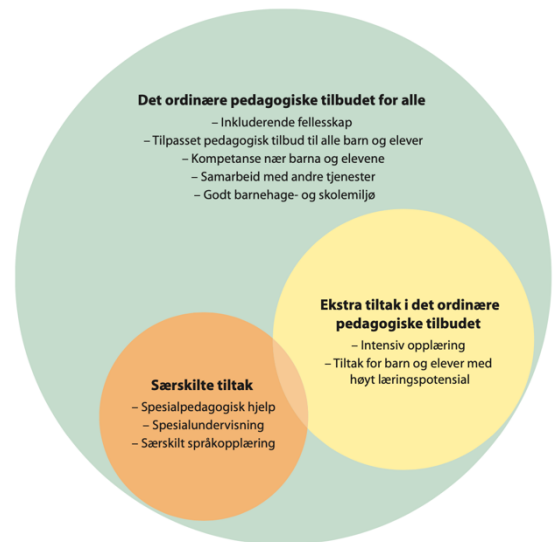 Det ordinære pedagogiske tilbudet for alle
– Inkluderende fellesskap
– Tilpasset pedagogisk tilbud til alle barn og elever
– Kompetanse nær barna og elevene
– Samarbeid med andre tjenester
– Godt barnehage- og skolemiljø
Ekstra tiltak i det ordinære
pedagogiske tilbudet
– Intensiv opplæring
– Tiltak for barn og elever med
høyt læringspotensial
Særskilte tiltak
– Spesialpedagogisk hjelp
– Spesialundervisning
– Særskilt språkopplæring